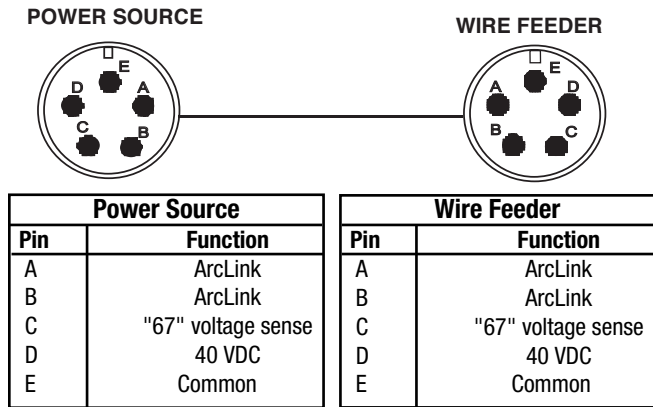 POWER SOURCE
WIRE FEEDER
E
D A
C B
E
A D
B C
Power Source
Pin Function
A ArcLink
B ArcLink
C "67" voltage sense
D 40 VDC
E Common
Wire Feeder
Pin Function
A ArcLink
B ArcLink
C "67" voltage sense
D 40 VDC
E Common